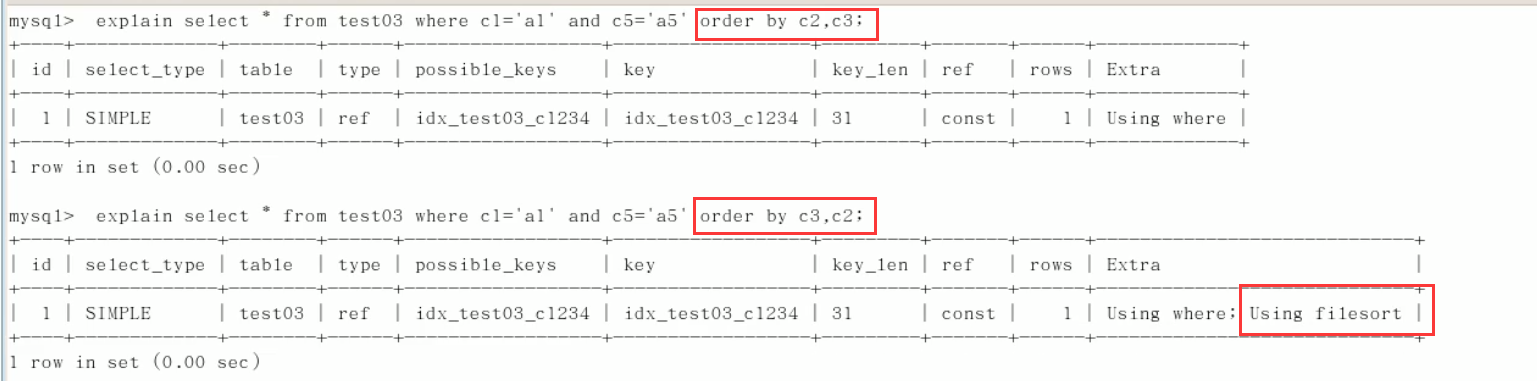 mysql>  explain select * from test03 where c1='a1' and c5='a5' order by c2,c3;
+----+-------------+--------+------+-----------------+-----------------+---------+-------+------+-------------+
| id | select_type | table  | type | possible_keys   | key             | key_len | ref   | rows | Extra       |
+----+-------------+--------+------+-----------------+-----------------+---------+-------+------+-------------+
|  1 | SIMPLE      | test03 | ref  | idx_test03_c1234 | idx_test03_c1234 | 31      | const |    1 | Using where |
+----+-------------+--------+------+-----------------+-----------------+---------+-------+------+-------------+
1 row in set (0.00 sec)
mysql>  explain select * from test03 where c1='a1' and c5='a5' order by c3,c2;
+----+-------------+--------+------+-----------------+-----------------+---------+-------+------+-----------------------------+
| id | select_type | table  | type | possible_keys   | key             | key_len | ref   | rows | Extra                       |
+----+-------------+--------+------+-----------------+-----------------+---------+-------+------+-----------------------------+
|  1 | SIMPLE      | test03 | ref  | idx_test03_c1234 | idx_test03_c1234 | 31      | const |    1 | Using where; Using filesort |
+----+-------------+--------+------+-----------------+-----------------+---------+-------+------+-----------------------------+
1 row in set (0.00 sec)